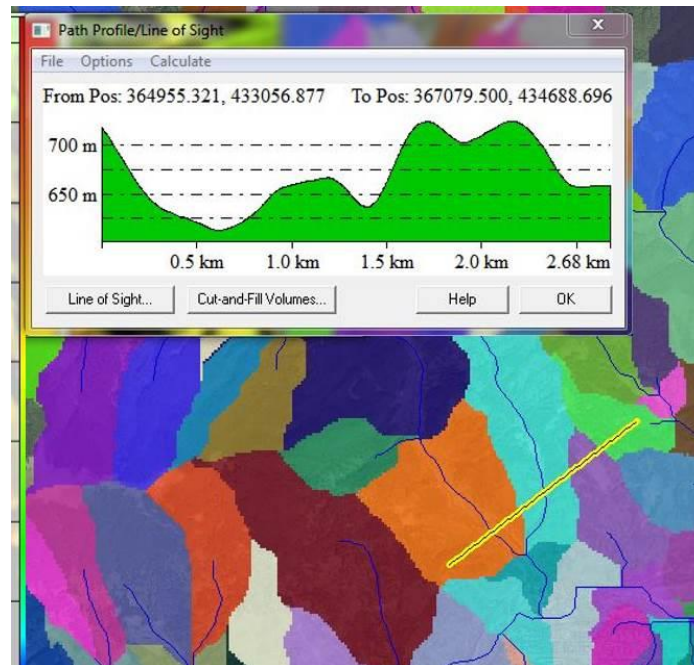 Path Profile/Line of Sight
File Options Calculate
From Pos: 364955.321, 433056.877 To Pos: 367079.500, 434688.696
700 m
650 m
0.5 km 1.0 km 1.5 km 2.0 km 2.68 km
Line of Sight... Cut-and-Fill Volumes... Help OK